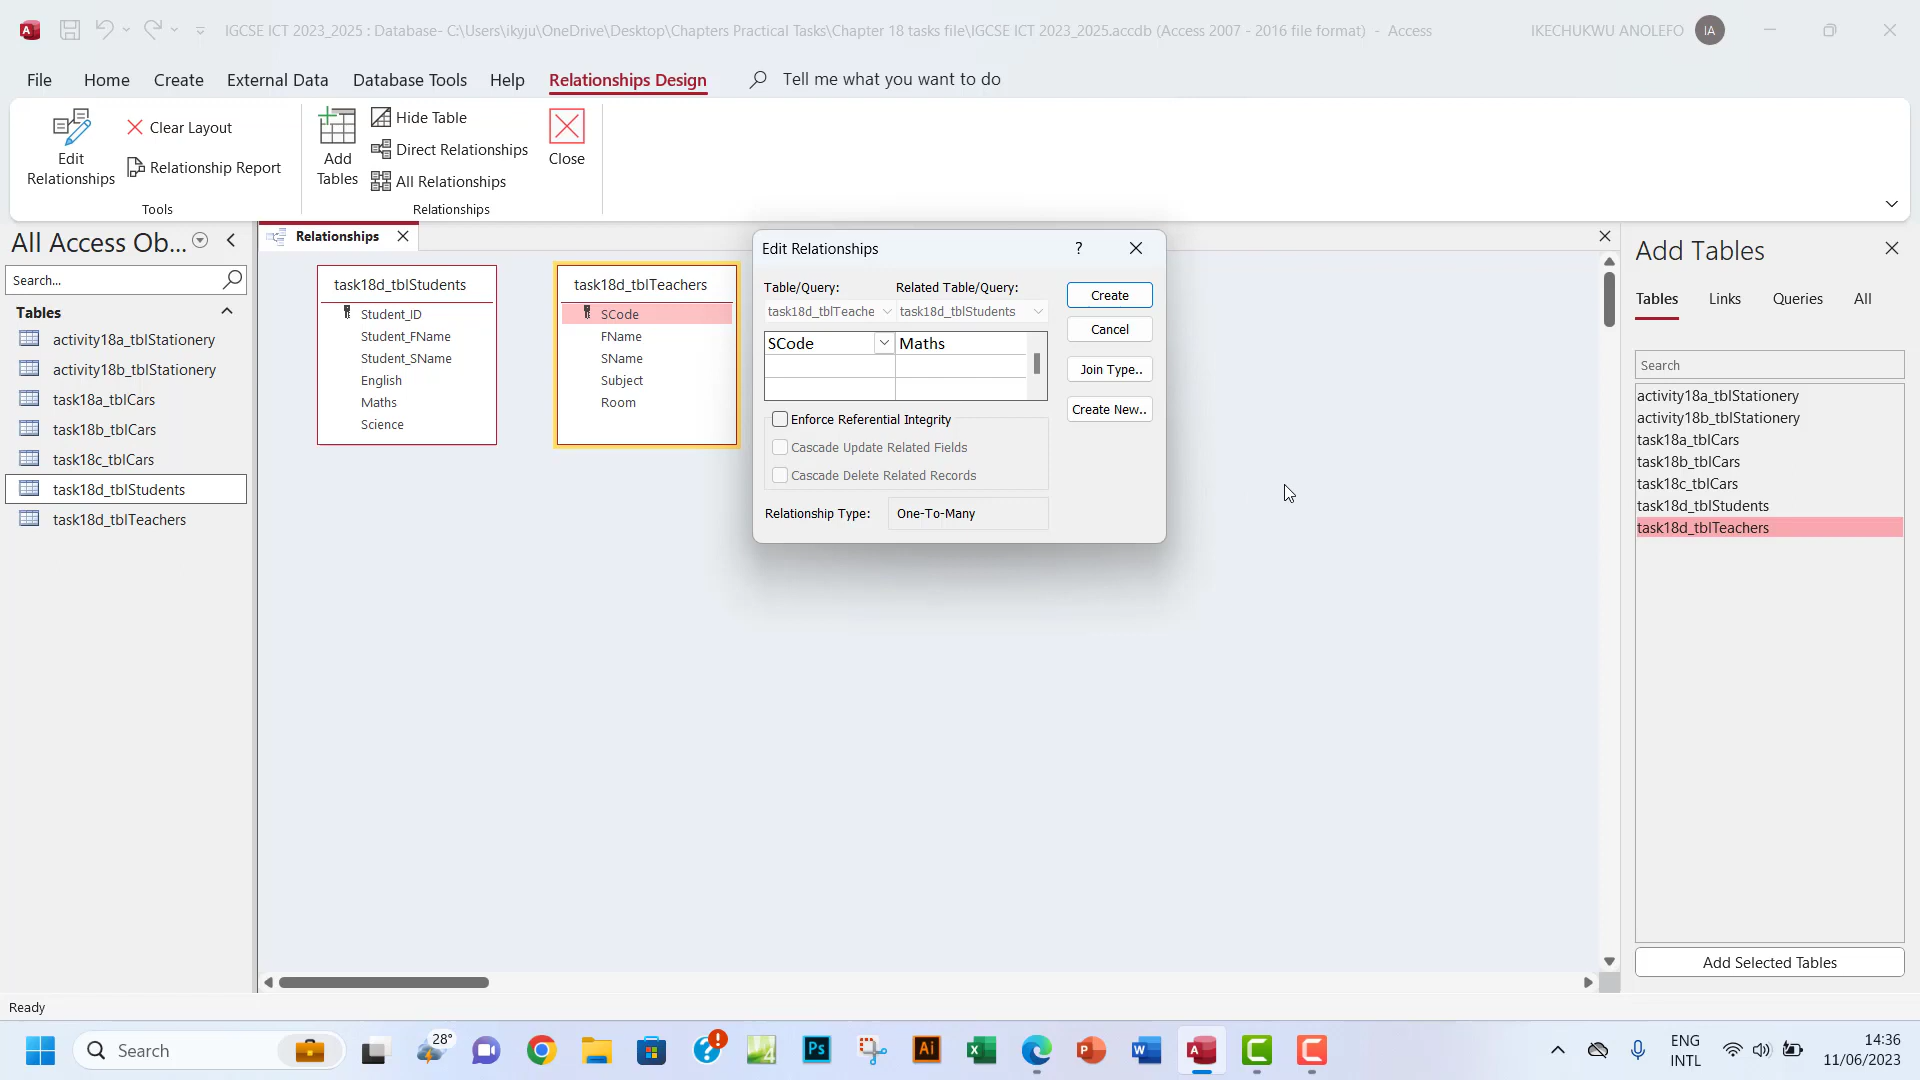 IGCSE ICT 2023_2025 : Database- C:\Users\ikyju\OneDrive\Desktop\Chapters Practical Tasks\Chapter 18 tasks file\IGCSE ICT 2023_2025.accdb (Access 2007 - 2016 file format) - Access
IKECHUKWU ANOLEFO
IA
File
Home
Create
External Data
Database Tools
Help
Relationships Design
Tell me what you want to do
Edit
Relationships
Clear Layout
Relationship Report
Tools
Add
Tables
Hide Table
Direct Relationships
All Relationships
Relationships
Close
All Access Ob...
Search...
Tables
activity18a_tblStationery
activity18b_tblStationery
task18a_tblCars
task18b_tblCars
task18c_tblCars
task18d_tblStudents
task18d_tblTeachers
Relationships
task18d_tblStudents
Student_ID
Student_FName
Student_SName
English
Maths
Science
task18d_tblTeachers
SCode
FName
SName
Subject
Room
Edit Relationships
?
Table/Query:
Related Table/Query:
task18d_tblTeache
task18d_tblStudents
SCode
Maths
Enforce Referential Integrity
Cascade Update Related Fields
Cascade Delete Related Records
Relationship Type:
One-To-Many
Create
Cancel
Join Type..
Create New..
Add Tables
Tables
Links
Queries
All
Search
activity18a_tblStationery
activity18b_tblStationery
task18a_tblCars
task18b_tblCars
task18c_tblCars
task18d_tblStudents
task18d_tblTeachers
Add Selected Tables
Ready
Search
28°
Ps
Ai
ENG
INTL
14:36
11/06/2023